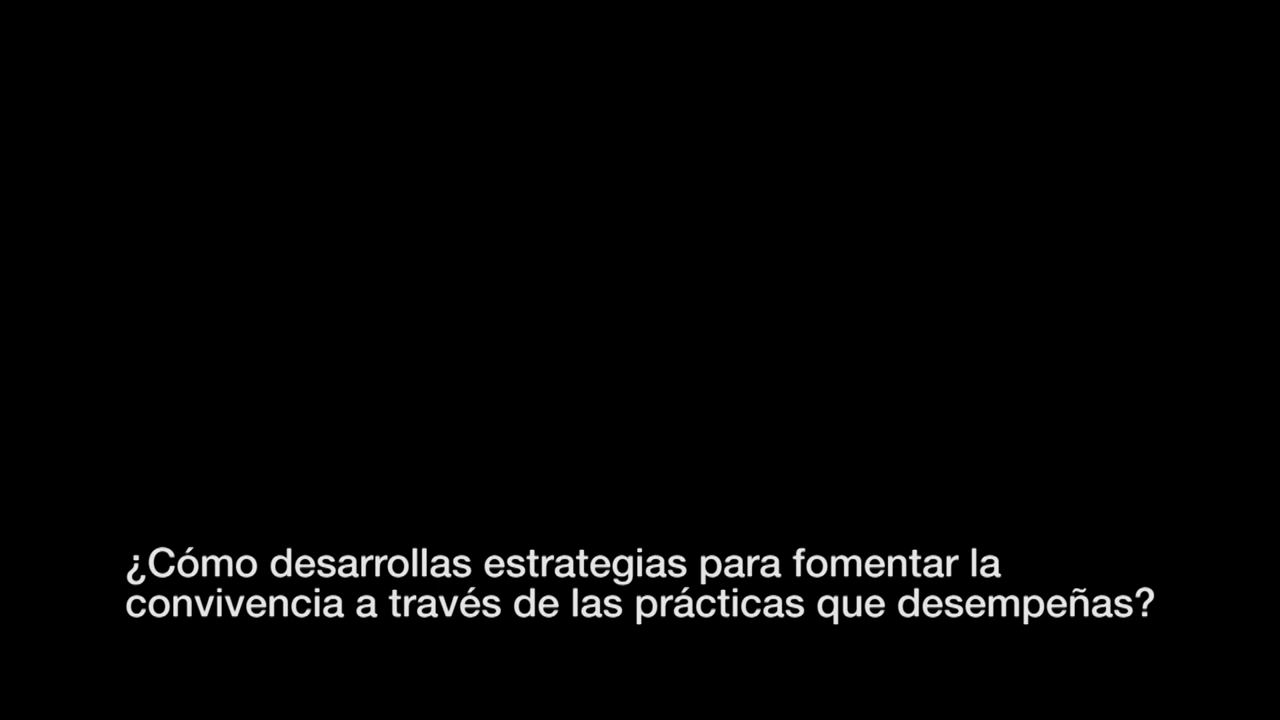 ¿Cómo desarrollas estrategias para fomentar la
convivencia a través de las prácticas que desempeñas?